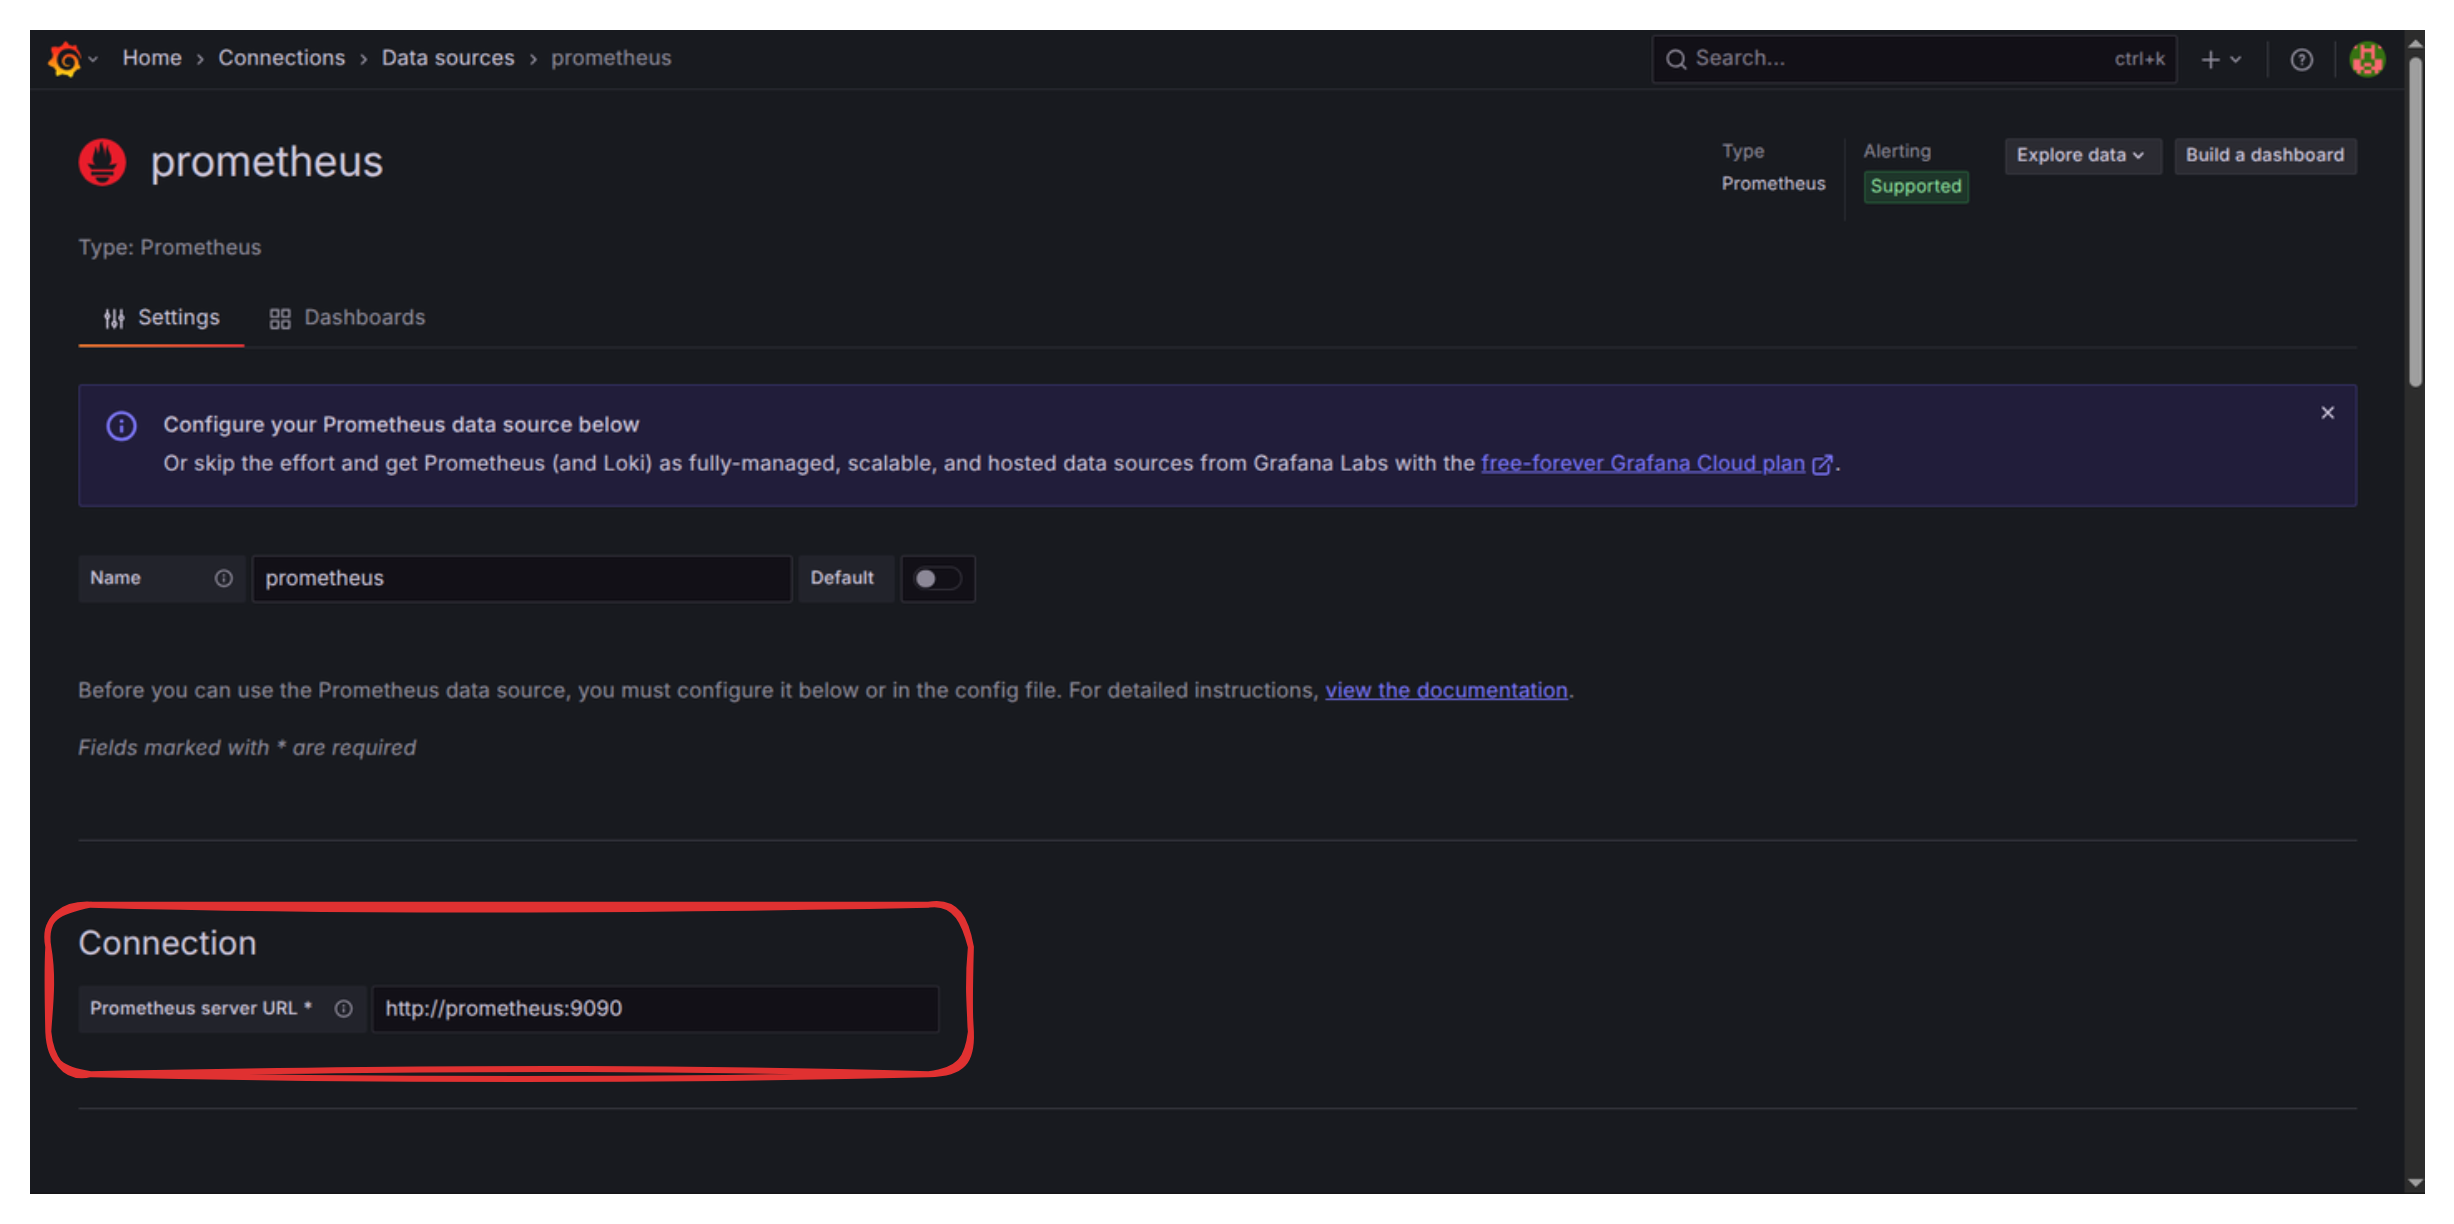 Home › Connections › Data sources › prometheus
Search...
ctrl+k
prometheus
Type
Prometheus
Alerting
Supported
Explore data
Build a dashboard
Type: Prometheus
Settings
Dashboards
Configure your Prometheus data source below
Or skip the effort and get Prometheus (and Loki) as fully-managed, scalable, and hosted data sources from Grafana Labs with the free-forever Grafana Cloud plan.
Name
prometheus
Default
Before you can use the Prometheus data source, you must configure it below or in the config file. For detailed instructions, view the documentation.
Fields marked with * are required
Connection
Prometheus server URL *
http://prometheus:9090